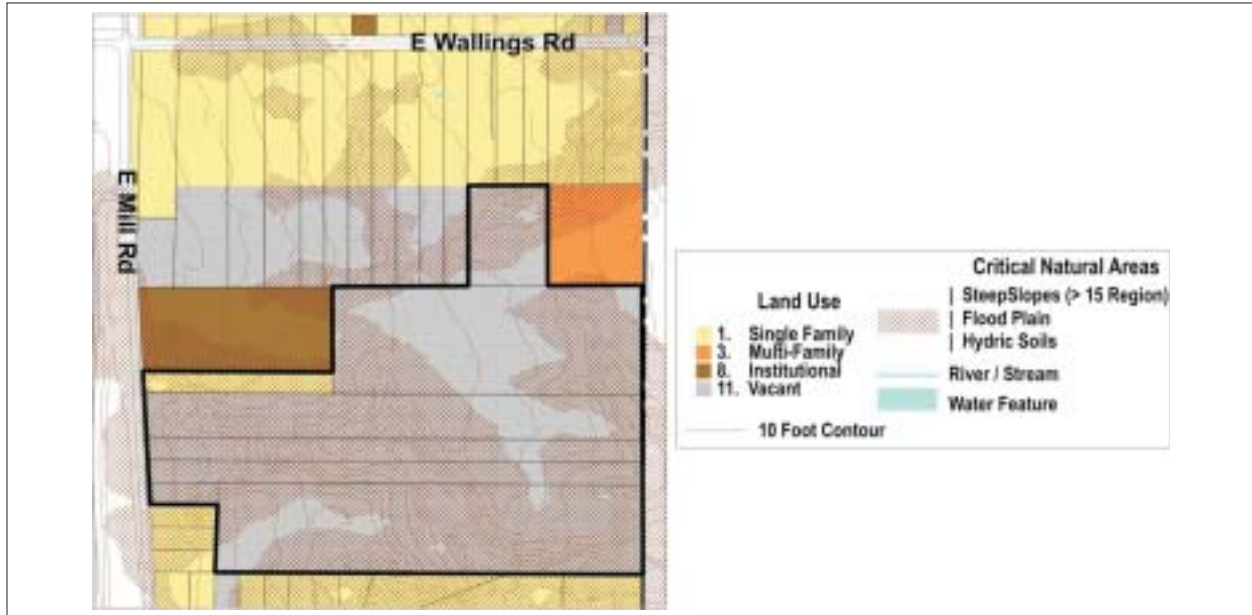 E Wallings Rd
E Mill Rd
Critical Natural Areas
Land Use
| SteepSlopes (> 15 Region)
| Flood Plain
| Hydric Soils
1. Single Family
3. Multi-Family
8. Institutional
11. Vacant
River / Stream
Water Feature
10 Foot Contour